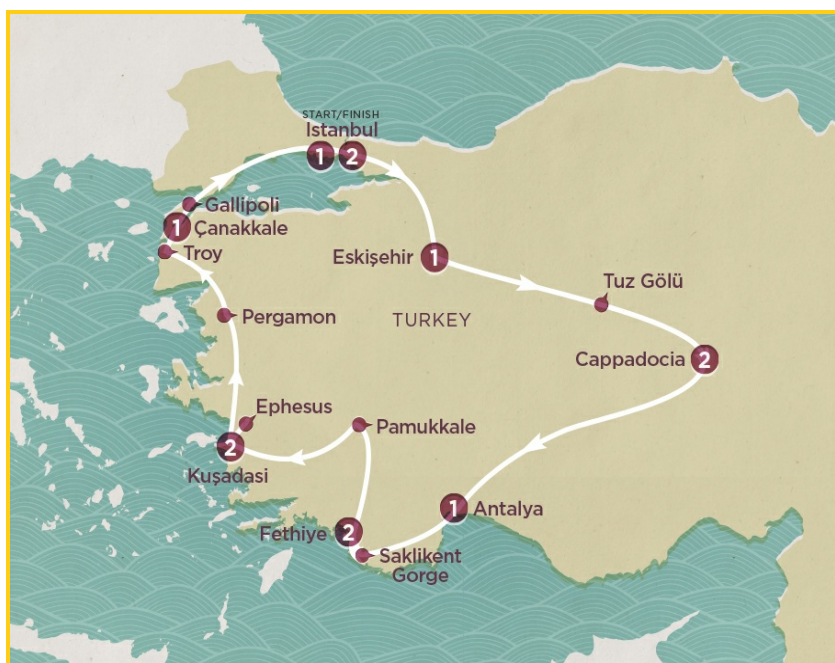 START/FINISH
Istanbul
1 2
Gallipoli
1
Çanakkale
Troy
Eskişehir
1
Tuz Gölü
Pergamon
TURKEY
Cappadocia
2
Ephesus
Pamukkale
2
Kuşadasi
1
Antalya
Fethiye
2
Saklikent
Gorge